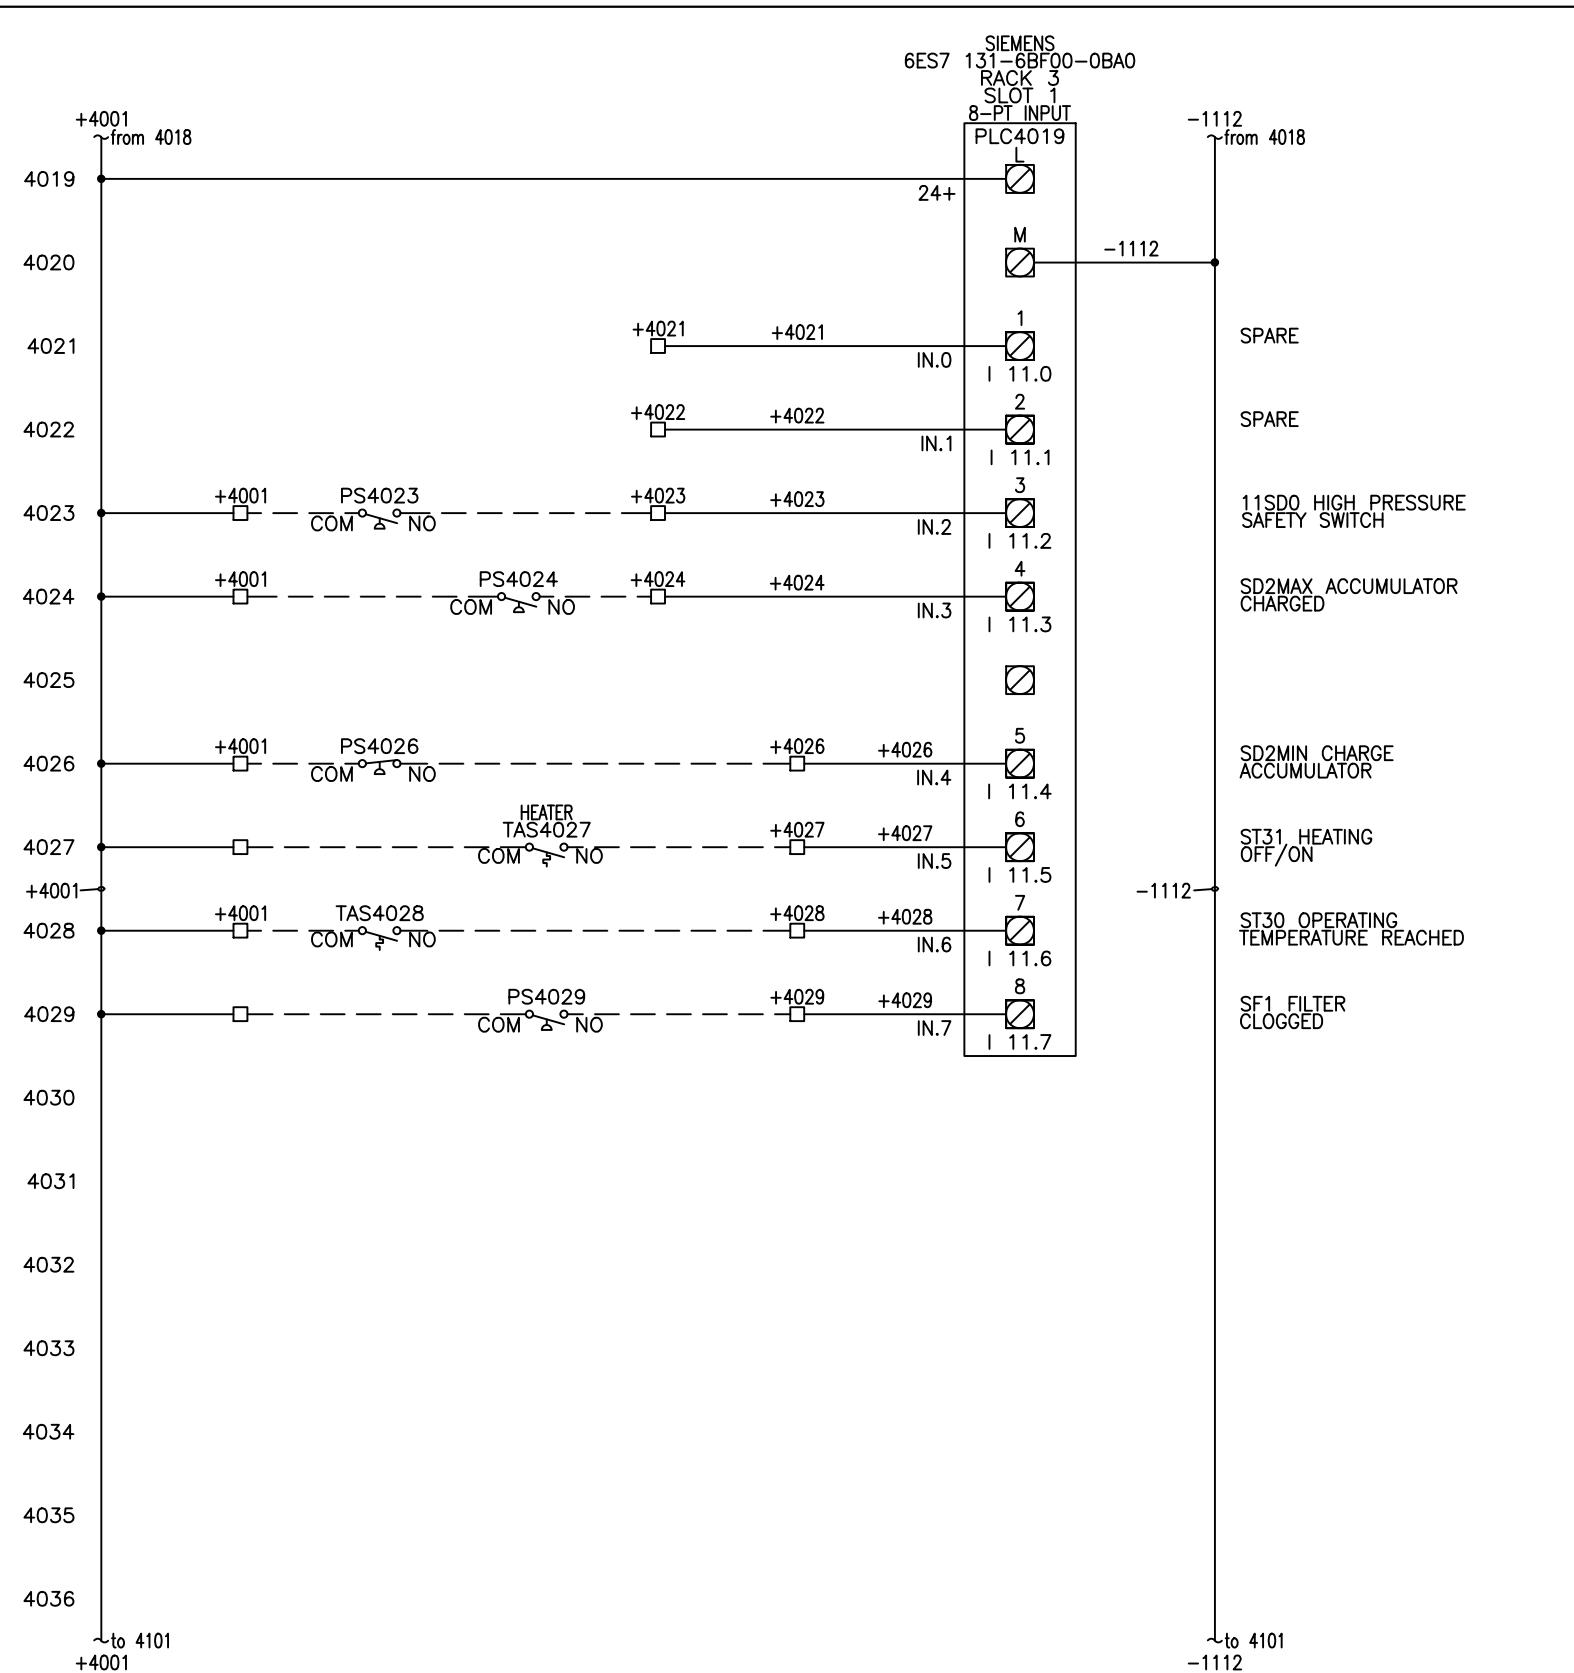 SIEMENS
6ES7 131-6BF00-0BA0
RACK 3
SLOT 1
8-PT INPUT
+4001
from 4018
PLC4019
-1112
from 4018
4019
L
24+
4020
M
-1112
4021
+4021
+4021
IN.0
1
I 11.0
SPARE
4022
+4022
+4022
IN.1
2
I 11.1
SPARE
4023
+4001
PS4023
COM
NO
+4023
+4023
IN.2
3
I 11.2
11SD0 HIGH PRESSURE
SAFETY SWITCH
4024
+4001
PS4024
COM
NO
+4024
+4024
IN.3
4
I 11.3
SD2MAX ACCUMULATOR
CHARGED
4025
4026
+4001
PS4026
COM
NO
+4026
+4026
IN.4
5
I 11.4
SD2MIN CHARGE
ACCUMULATOR
4027
HEATER
TAS4027
COM
NO
+4027
+4027
IN.5
6
I 11.5
ST31 HEATING
OFF/ON
+4001
-1112
4028
+4001
TAS4028
COM
NO
+4028
+4028
IN.6
7
I 11.6
ST30 OPERATING
TEMPERATURE REACHED
4029
PS4029
COM
NO
+4029
+4029
IN.7
8
I 11.7
SF1 FILTER
CLOGGED
4030
4031
4032
4033
4034
4035
4036
to 4101
+4001
to 4101
-1112